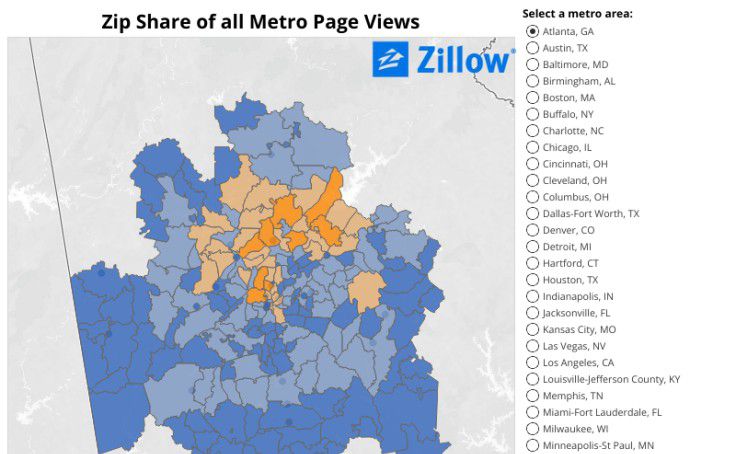 Zip Share of all Metro Page Views
Zillow®
Select a metro area:
Atlanta, GA
Austin, TX
Baltimore, MD
Birmingham, AL
Boston, MA
Buffalo, NY
Charlotte, NC
Chicago, IL
Cincinnati, OH
Cleveland, OH
Columbus, OH
Dallas-Fort Worth, TX
Denver, CO
Detroit, MI
Hartford, CT
Houston, TX
Indianapolis, IN
Jacksonville, FL
Kansas City, MO
Las Vegas, NV
Los Angeles, CA
Louisville-Jefferson County, KY
Memphis, TN
Miami-Fort Lauderdale, FL
Milwaukee, WI
Minneapolis-St Paul, MN